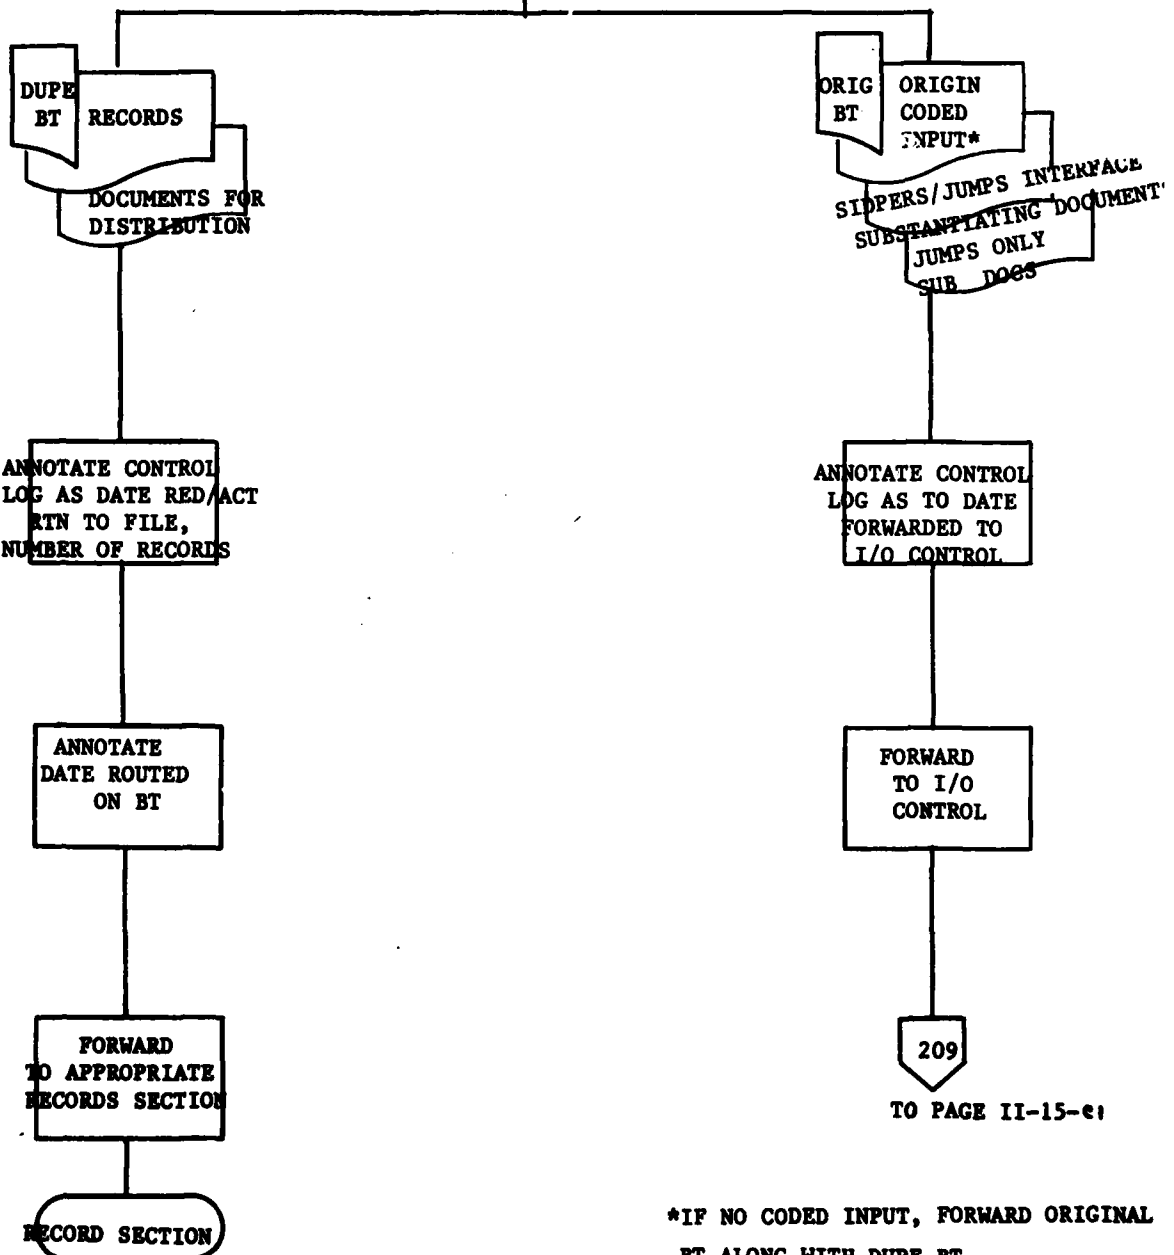 DUPE
BT
RECORDS
DOCUMENTS FOR
DISTRIBUTION
ANNOTATE CONTROL
LOG AS DATE RED/ACT
RTN TO FILE,
NUMBER OF RECORDS
ANNOTATE
DATE ROUTED
ON BT
FORWARD
TO APPROPRIATE
RECORDS SECTION
RECORD SECTION
ORIG
BT
ORIGIN
CODED
INPUT*
SIDPERS/JUMPS INTERFACE
SUBSTANTIATING DOCUMENT
JUMPS ONLY
SUB DOCS
ANNOTATE CONTROL
LOG AS TO DATE
FORWARDED TO
I/O CONTROL
FORWARD
TO I/O
CONTROL
209
TO PAGE
*IF NO CODED INPUT, FORWARD ORIGINAL
BT ALONG WITH DUPE BT